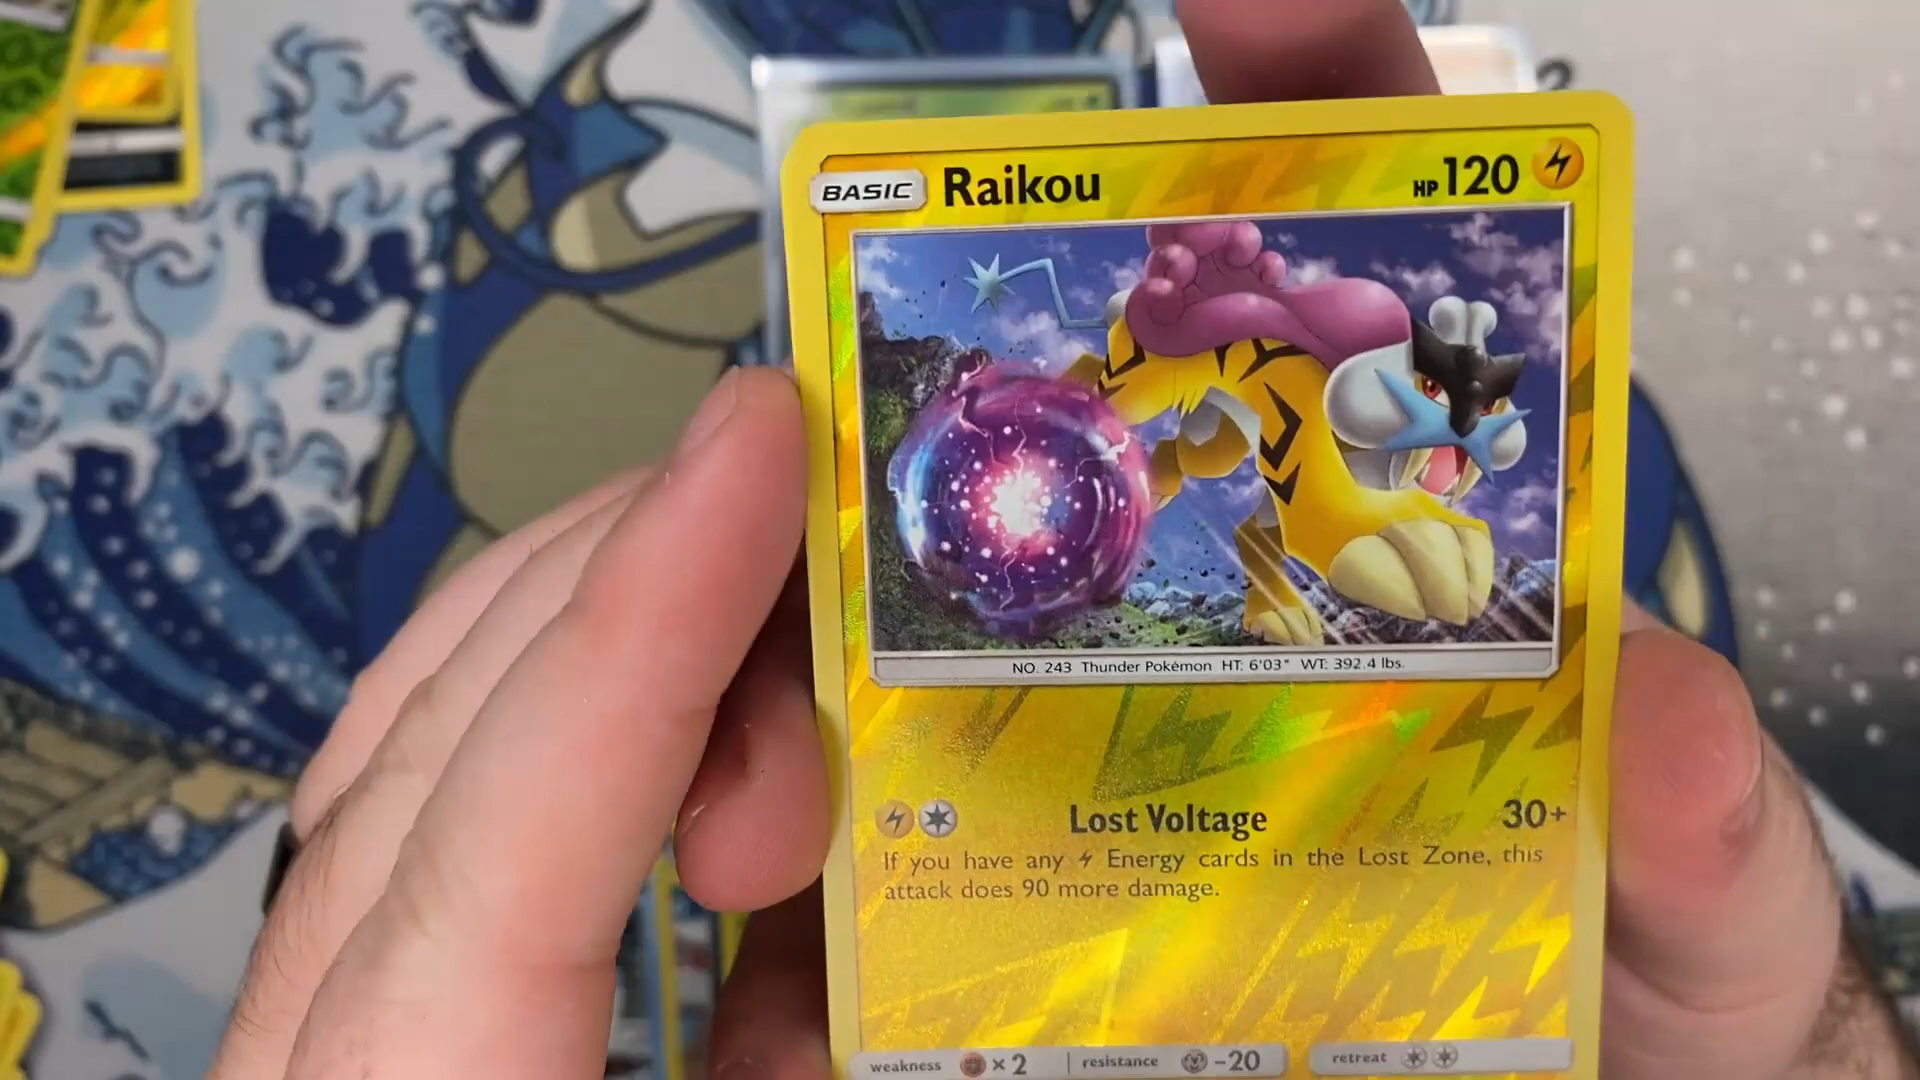 BASIC Raikou HP 120
NO. 243 Thunder Pokémon HT: 6'03" WT: 392.4 lbs.
Lost Voltage 30+
If you have any Energy cards in the Lost Zone, this
attack does 90 more damage.
weakness ×2 resistance -20 retreat